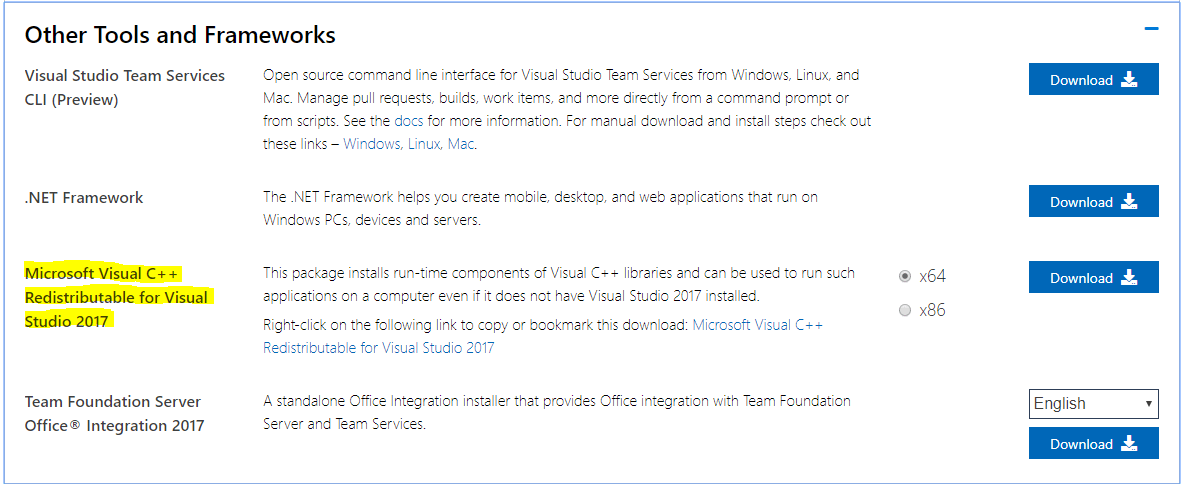 Other Tools and Frameworks
Visual Studio Team Services
CLI (Preview)
Open source command line interface for Visual Studio Team Services from Windows, Linux, and
Mac. Manage pull requests, builds, work items, and more directly from a command prompt or
from scripts. See the docs for more information. For manual download and install steps check out
these links – Windows, Linux, Mac.
Download
.NET Framework
The .NET Framework helps you create mobile, desktop, and web applications that run on
Windows PCs, devices and servers.
Download
Microsoft Visual C++
Redistributable for Visual
Studio 2017
This package installs run-time components of Visual C++ libraries and can be used to run such
applications on a computer even if it does not have Visual Studio 2017 installed.
Right-click on the following link to copy or bookmark this download: Microsoft Visual C++
Redistributable for Visual Studio 2017
x64
x86
Download
Team Foundation Server
Office® Integration 2017
A standalone Office Integration installer that provides Office integration with Team Foundation
Server and Team Services.
English
Download